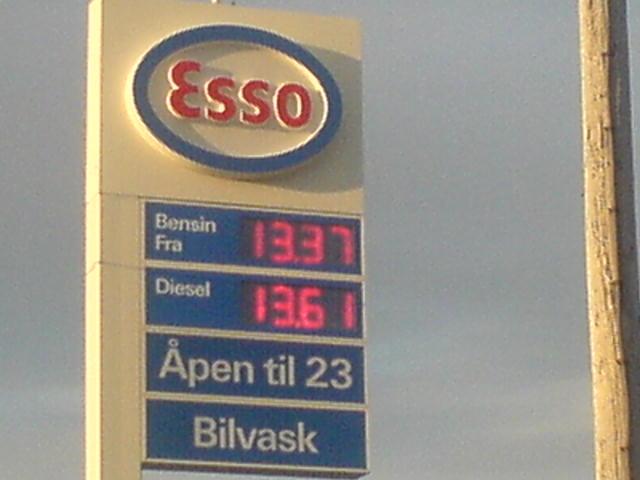 Esso
Bensin
Fra 13.37
Diesel 13.61
Åpen til 23
Bilvask